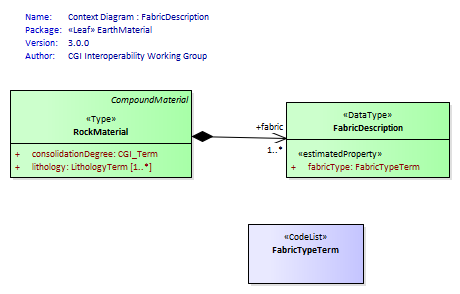 Name: Context Diagram : FabricDescription
Package: «Leaf» EarthMaterial
Version: 3.0.0
Author: CGI Interoperability Working Group
CompoundMaterial
«Type»
RockMaterial
+ consolidationDegree: CGI_Term
+ lithology: LithologyTerm [1..*]
+fabric
1..*
«DataType»
FabricDescription
«estimatedProperty»
+ fabricType: FabricTypeTerm
«CodeList»
FabricTypeTerm